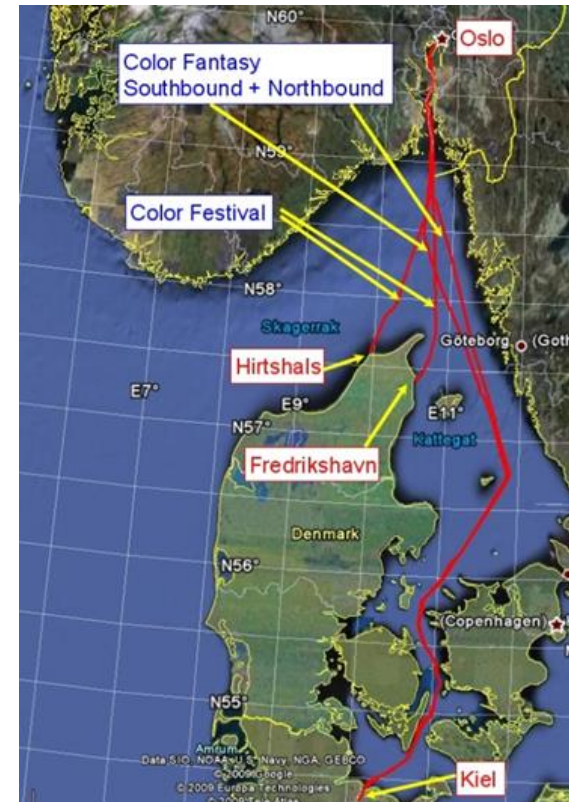 N60°
Oslo
Color Fantasy
Southbound + Northbound
N59°
Color Festival
N58°
Skagerrak
Göteborg
(Goth
Hirtshals
E7°
E9°
E11°
N57°
Kattegat
Fredrikshavn
Denmark
N56°
(Copenhagen)
N55°
Amrum
Data SIO, NOAA, U.S. Navy, NGA, GEBCO
© 2009 Google
© 2009 Europa Technologies
Kiel